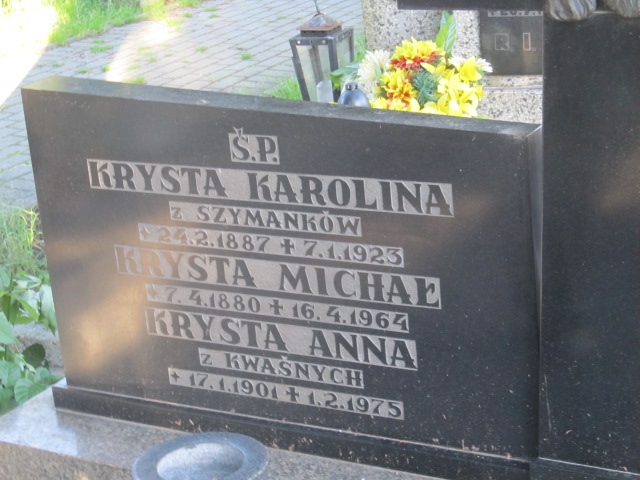 Ś.P.
KRYSTA KAROLINA
z SZYMANKÓW
* 24.2.1887 + 7.1.1923
KRYSTA MICHAŁ
* 7.4.1880 + 16.4.1964
KRYSTA ANNA
z KWAŚNYCH
* 17.1.1901 + 1.2.1975
R.I.